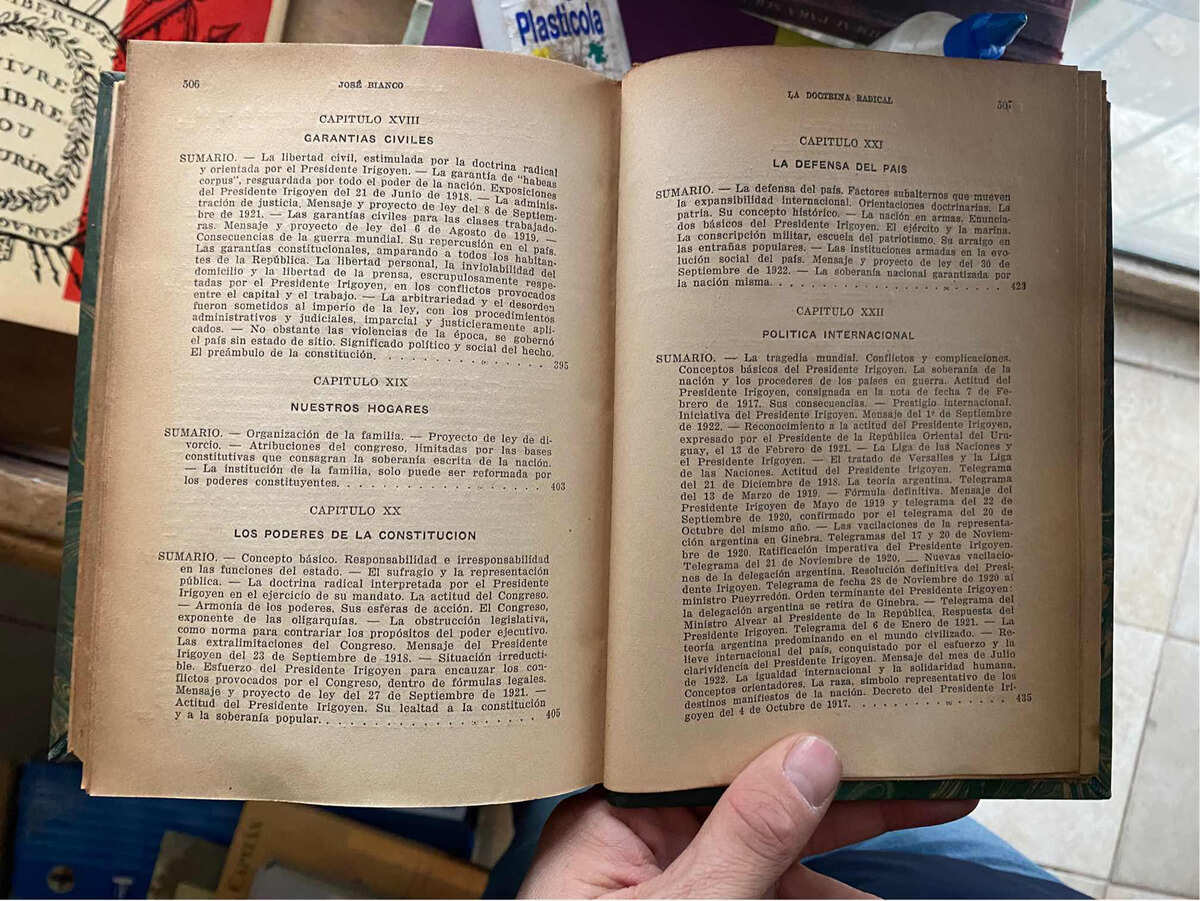 Plasticola
LIBERTE
VIVRE
LIBRE
OU
506
JOSÉ BIANCO
CAPITULO XVIII
GARANTIAS CIVILES
SUMARIO. — La libertad civil, estimulada por la doctrina radical
y orientada por el Presidente Irigoyen. — La garantía de "habeas
corpus", resguardada por todo el poder de la nación. Exposiciones
del Presidente Irigoyen del 21 de Junio de 1918. — La adminis-
tración de justicia. Mensaje y proyecto de ley del 8 de Septiem-
bre de 1921. — Las garantías civiles para las clases trabajado-
ras. Mensaje y proyecto de ley del 6 de Agosto de 1919. —
Consecuencias de la guerra mundial. Su repercusión en el país.
Las garantías constitucionales, amparando a todos los habitan-
tes de la República. La libertad personal, la inviolabilidad del
domicilio y la libertad de la prensa, escrupulosamente respe-
tadas por el Presidente Irigoyen, en los conflictos provocados
entre el capital y el trabajo. — La arbitrariedad y el desorden
fueron sometidos al imperio de la ley, con los procedimientos
administrativos y judiciales, imparcial y justicieramente apli-
cados. — No obstante las violencias de la época, se gobernó
el país sin estado de sitio. Significado político y social del hecho.
El preámbulo de la constitución. . . . . . . . . . . . . 395
CAPITULO XIX
NUESTROS HOGARES
SUMARIO. — Organización de la familia. — Proyecto de ley de di-
vorcio. — Atribuciones del congreso, limitadas por las bases
constitutivas que consagran la soberanía escrita de la nación.
— La institución de la familia, solo puede ser reformada por
los poderes constituyentes. . . . . . . . . . . . . . . 403
CAPITULO XX
LOS PODERES DE LA CONSTITUCION
SUMARIO. — Concepto básico. Responsabilidad e irresponsabilidad
en las funciones del estado. — El sufragio y la representación
pública. — La doctrina radical interpretada por el Presidente
Irigoyen en el ejercicio de su mandato. La actitud del Congreso.
— Armonía de los poderes. Sus esferas de acción. El Congreso,
exponente de las oligarquías. — La obstrucción legislativa,
como norma para contrariar los propósitos del poder ejecutivo.
Las extralimitaciones del Congreso. Mensaje del Presidente
Irigoyen del 23 de Septiembre de 1918. — Situación irreducti-
ble. Esfuerzo del Presidente Irigoyen para encauzar los con-
flictos provocados por el Congreso, dentro de fórmulas legales.
Mensaje y proyecto de ley del 27 de Septiembre de 1921. —
Actitud del Presidente Irigoyen. Su lealtad a la constitución
y a la soberanía popular. . . . . . . . . . . . . . . . 405
LA DOCTRINA RADICAL
507
CAPITULO XXI
LA DEFENSA DEL PAIS
SUMARIO. — La defensa del país. Factores subalternos que mueven
la expansibilidad internacional. Orientaciones doctrinarias. La
patria. Su concepto histórico. — La nación en armas. Enuncia-
dos básicos del Presidente Irigoyen. El ejército y la marina.
La conscripción militar, escuela del patriotismo. Su arraigo en
las entrañas populares. — Las instituciones armadas en la evo-
lución social del país. Mensaje y proyecto de ley del 30 de
Septiembre de 1922. — La soberanía nacional garantizada por
la nación misma. . . . . . . . . . . . . . . . . . . . 423
CAPITULO XXII
POLITICA INTERNACIONAL
SUMARIO. — La tragedia mundial. Conflictos y complicaciones.
Conceptos básicos del Presidente Irigoyen. La soberanía de la
nación y los procederes de los países en guerra. Actitud del
Presidente Irigoyen, consignada en la nota de fecha 7 de Fe-
brero de 1917. Sus consecuencias. — Prestigio internacional.
Iniciativa del Presidente Irigoyen. Mensaje del 1º de Septiembre
de 1922. — Reconocimiento a la actitud del Presidente Irigoyen,
expresado por el Presidente de la República Oriental del Uru-
guay, el 13 de Febrero de 1921. — La Liga de las Naciones y
el Presidente Irigoyen. — El tratado de Versalles y la Liga
de las Naciones. Actitud del Presidente Irigoyen. Telegrama
del 21 de Diciembre de 1918. La teoría argentina. Telegrama
del 13 de Marzo de 1919. — Fórmula definitiva. Mensaje del
Presidente Irigoyen de Mayo de 1919 y telegrama del 22 de
Septiembre de 1920, confirmado por el telegrama del 20 de
Octubre del mismo año. — Las vacilaciones de la representa-
ción argentina en Ginebra. Telegramas del 17 y 20 de Noviem-
bre de 1920. Ratificación imperativa del Presidente Irigoyen.
Telegrama del 21 de Noviembre de 1920. — Nuevas vacilacio-
nes de la delegación argentina. Resolución definitiva del Presi-
dente Irigoyen. Telegrama de fecha 28 de Noviembre de 1920 al
ministro Pueyrredón. Orden terminante del Presidente Irigoyen:
la delegación argentina se retira de Ginebra. — Telegrama del
Ministro Alvear al Presidente de la República. Respuesta del
Presidente Irigoyen. Telegrama del 6 de Enero de 1921. — La
teoría argentina predominando en el mundo civilizado. — Re-
lieve internacional del país, conquistado por el esfuerzo y la
clarividencia del Presidente Irigoyen. Mensaje del mes de Julio
de 1922. La igualdad internacional y la solidaridad humana.
Conceptos orientadores. La raza, símbolo representativo de los
destinos manifiestos de la nación. Decreto del Presidente Iri-
goyen del 4 de Octubre de 1917. . . . . . . . . . . . . 435